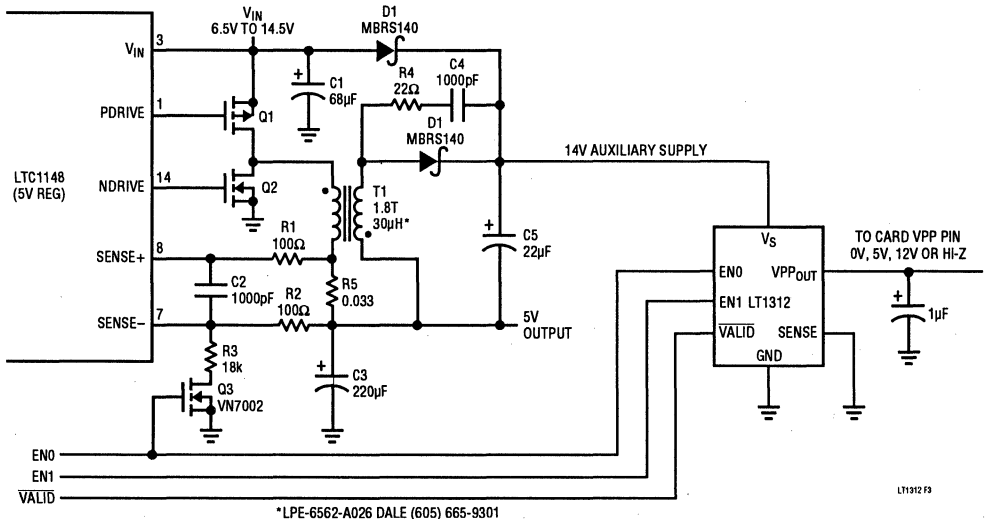 VIN
6.5V TO 14.5V
D1
MBRS140
VIN
3
+
C1
68µF
R4
22Ω
C4
1000pF
PDRIVE
1
Q1
D1
MBRS140
14V AUXILIARY SUPPLY
LTC1148
(5V REG)
NDRIVE
14
Q2
T1
1.8T
30µH*
+
C5
22µF
VS
TO CARD VPP PIN
0V, 5V, 12V OR HI-Z
SENSE+
8
R1
100Ω
EN0
VPPOUT
C2
1000pF
R5
0.033
EN1 LT1312
+
1µF
R2
100Ω
SENSE−
7
5V
OUTPUT
VALID
SENSE
GND
R3
18k
+
C3
220µF
Q3
VN7002
EN0
EN1
VALID
LT1312 F3
*LPE-6562-A026 DALE (605) 665-9301